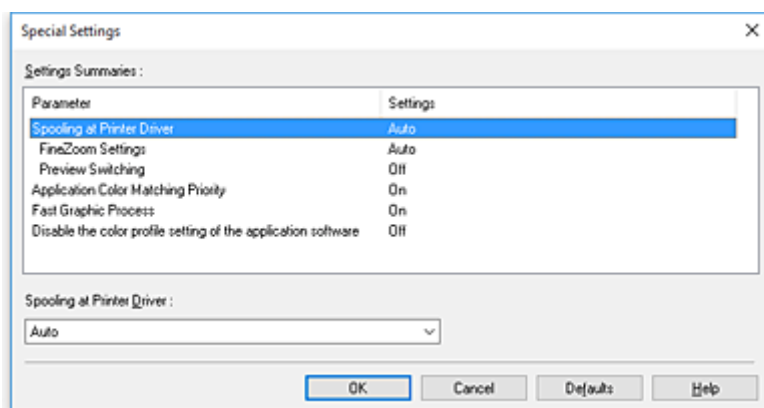 Special Settings
Settings Summaries :
Parameter Settings
Spooling at Printer Driver Auto
FineZoom Settings Auto
Preview Switching Off
Application Color Matching Priority On
Fast Graphic Process On
Disable the color profile setting of the application software Off
Spooling at Printer Driver :
Auto
OK Cancel Defaults Help